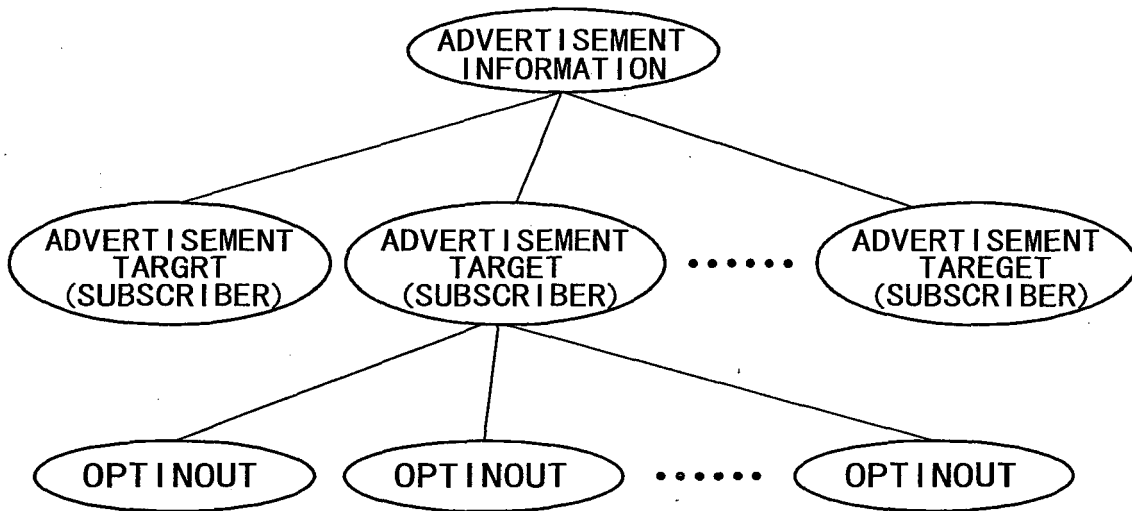 ADVERTISEMENT
INFORMATION
ADVERTISEMENT
TARGRT
(SUBSCRIBER)
ADVERTISEMENT
TARGET
(SUBSCRIBER)
ADVERTISEMENT
TAREGET
(SUBSCRIBER)
OPTINOUT
OPTINOUT
OPTINOUT